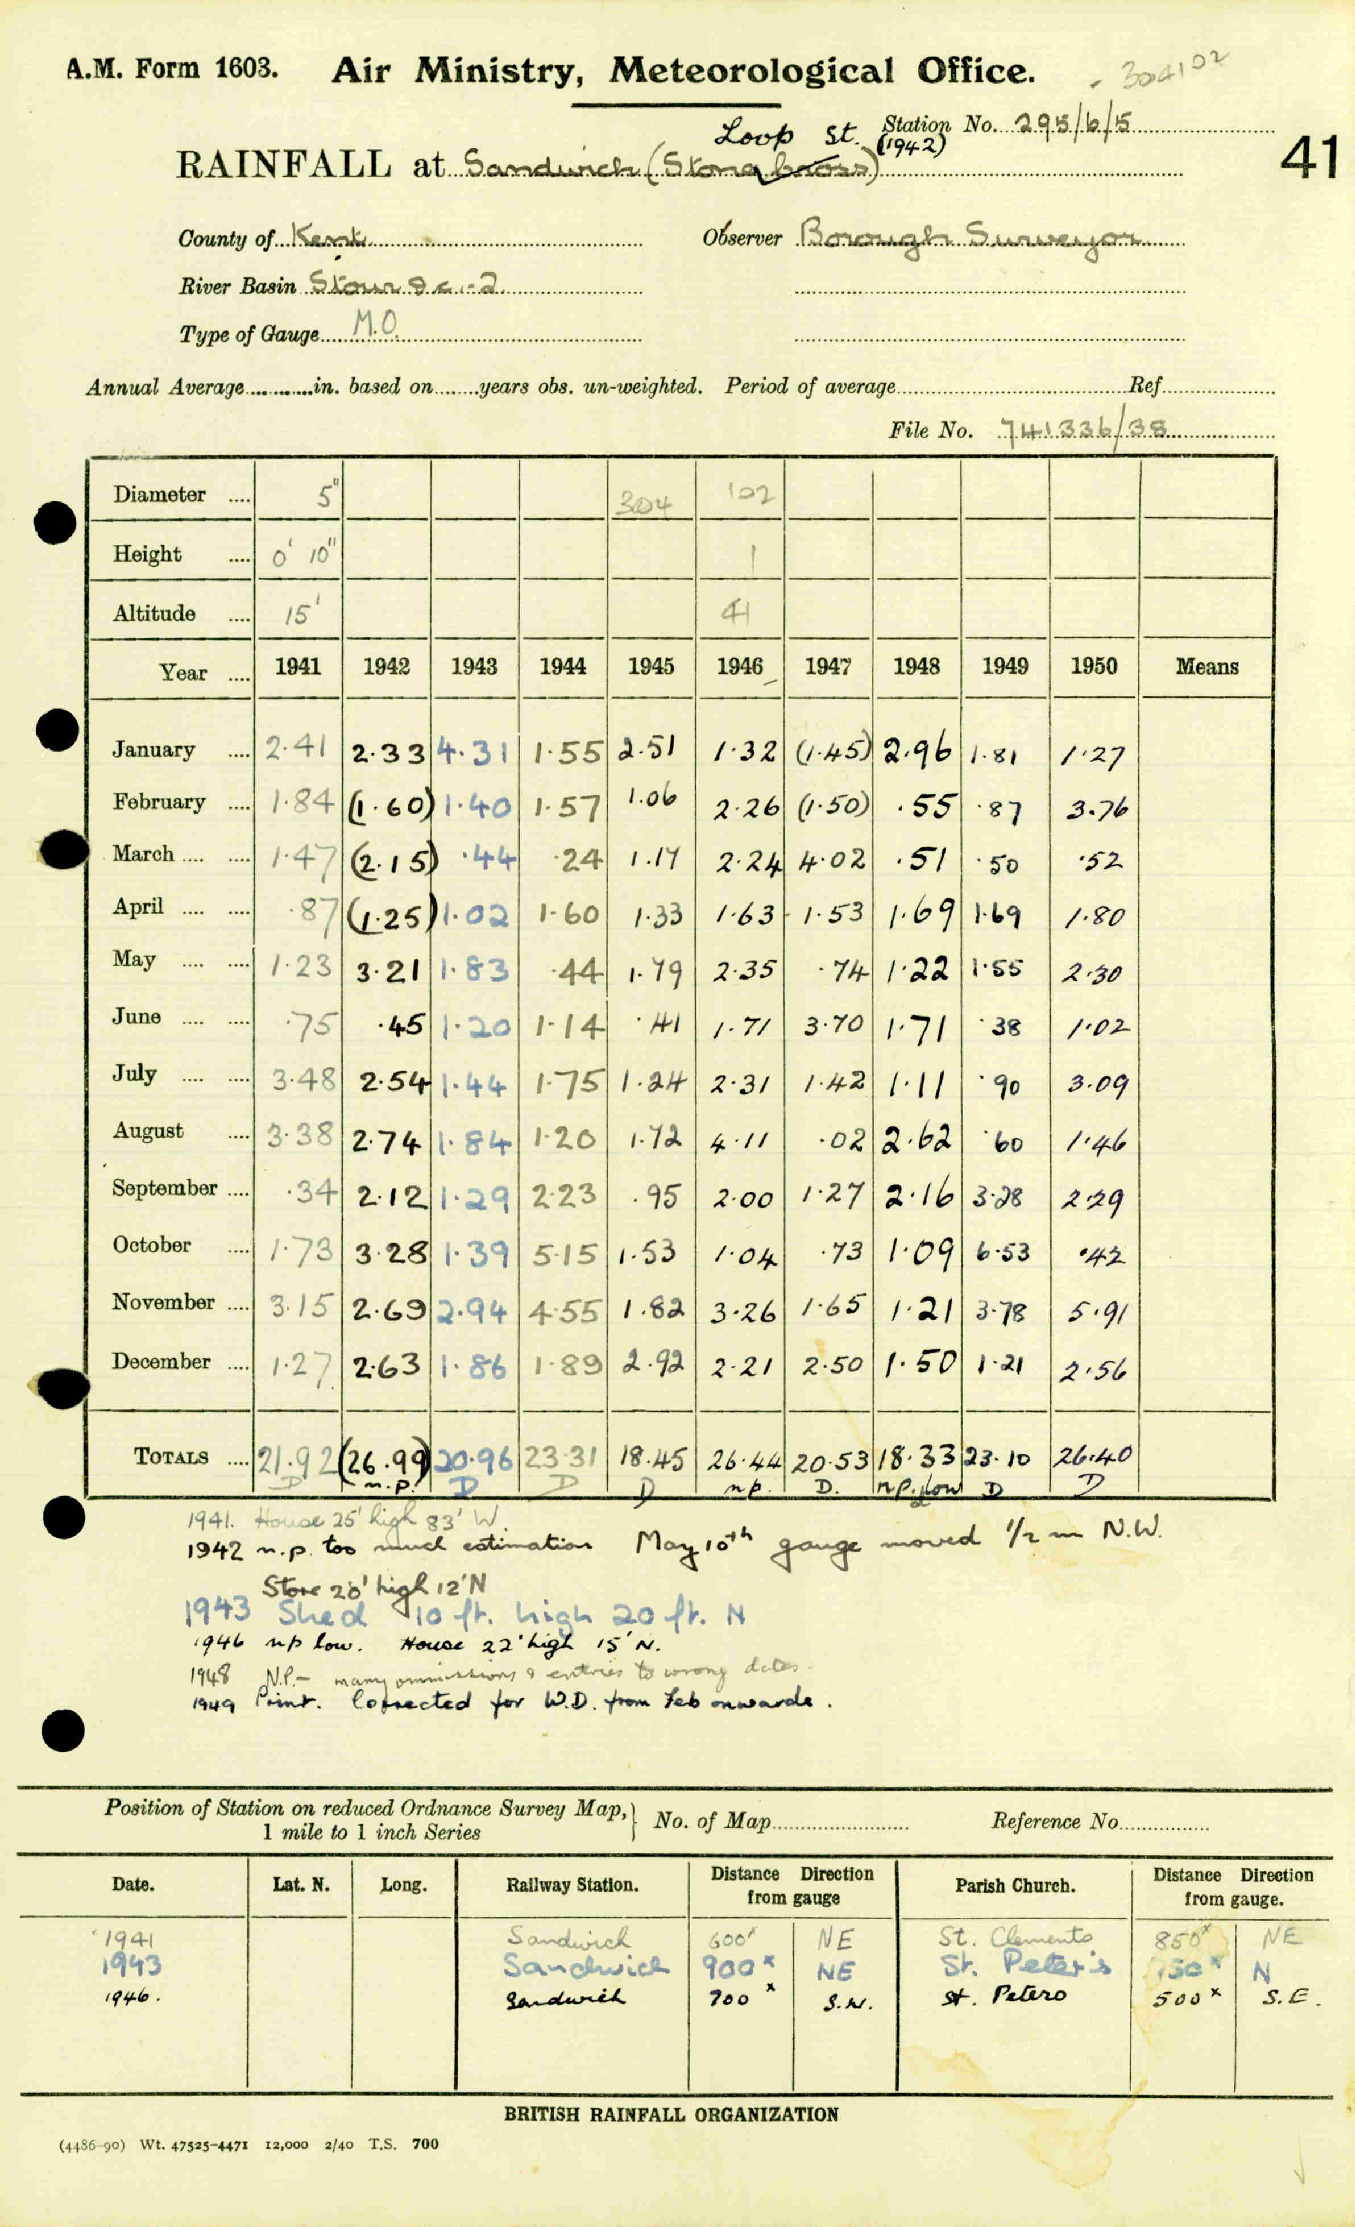 A.M. Form 1603. Air Ministry, Meteorological Office. 304102
Station No. 295/6/15
Loop St. (1942)
41
RAINFALL at Sandwich (Stone Cross)
County of Kent Observer Borough Surveyor
River Basin Stour &c.-2
Type of Gauge M.O.
Annual Average in. based on years obs. un-weighted. Period of average Ref
File No. 741336/38
Diameter 5" 304 102
Height 0' 10" 1
Altitude 15' 41
Year 1941 1942 1943 1944 1945 1946 1947 1948 1949 1950 Means
January 2.41 2.33 4.31 1.55 2.51 1.32 (1.45) 2.96 1.81 1.27
February 1.84 (1.60) 1.40 1.57 1.06 2.26 (1.50) .55 .87 3.76
March 1.47 (2.15) .44 .24 1.17 2.24 4.02 .51 .50 .52
April .87 (1.25) 1.02 1.60 1.33 1.63 1.53 1.69 1.69 1.80
May 1.23 3.21 1.83 .44 1.79 2.35 .74 1.22 1.55 2.30
June .75 .45 1.20 1.14 .41 1.71 3.70 1.71 .38 1.02
July 3.48 2.54 1.44 1.75 1.24 2.31 1.42 1.11 .90 3.09
August 3.38 2.74 1.84 1.20 1.72 4.11 .02 2.62 .60 1.46
September .34 2.12 1.29 2.23 .95 2.00 1.27 2.16 3.28 2.29
October 1.73 3.28 1.39 5.15 1.53 1.04 .73 1.09 6.53 .42
November 3.15 2.69 2.94 4.55 1.82 3.26 1.65 1.21 3.78 5.91
December 1.27 2.63 1.86 1.89 2.92 2.21 2.50 1.50 1.21 2.56
TOTALS 21.92 (26.99) 20.96 23.31 18.45 26.44 20.53 18.33 23.10 26.40
D n.p. D D D n.p. D. n.p. low D D
1941. House 25' high 83' W.
1942 n.p. too much estimation May 10th gauge moved 1/2 m N.W.
Store 20' high 12' N
1943 Shed 10 ft. high 20 ft. N
1946 n p low. House 22' high 15' N.
1948 N.P.- many ommissions & entries to wrong dates.
1949 Print. Corrected for W.D. from Feb onwards.
Position of Station on reduced Ordnance Survey Map, 1 mile to 1 inch Series No. of Map Reference No.
Date. Lat. N. Long. Railway Station. Distance Direction from gauge Parish Church. Distance Direction from gauge.
1941 Sandwich 600x NE St. Clements 850x NE
1943 Sandwich 900x NE St. Peter's 150x N
1946. Sandwich 700x S.W. St. Peters 500x S.E.
BRITISH RAINFALL ORGANIZATION
(4486-90) Wt. 47525-4471 12,000 2/40 T.S. 700